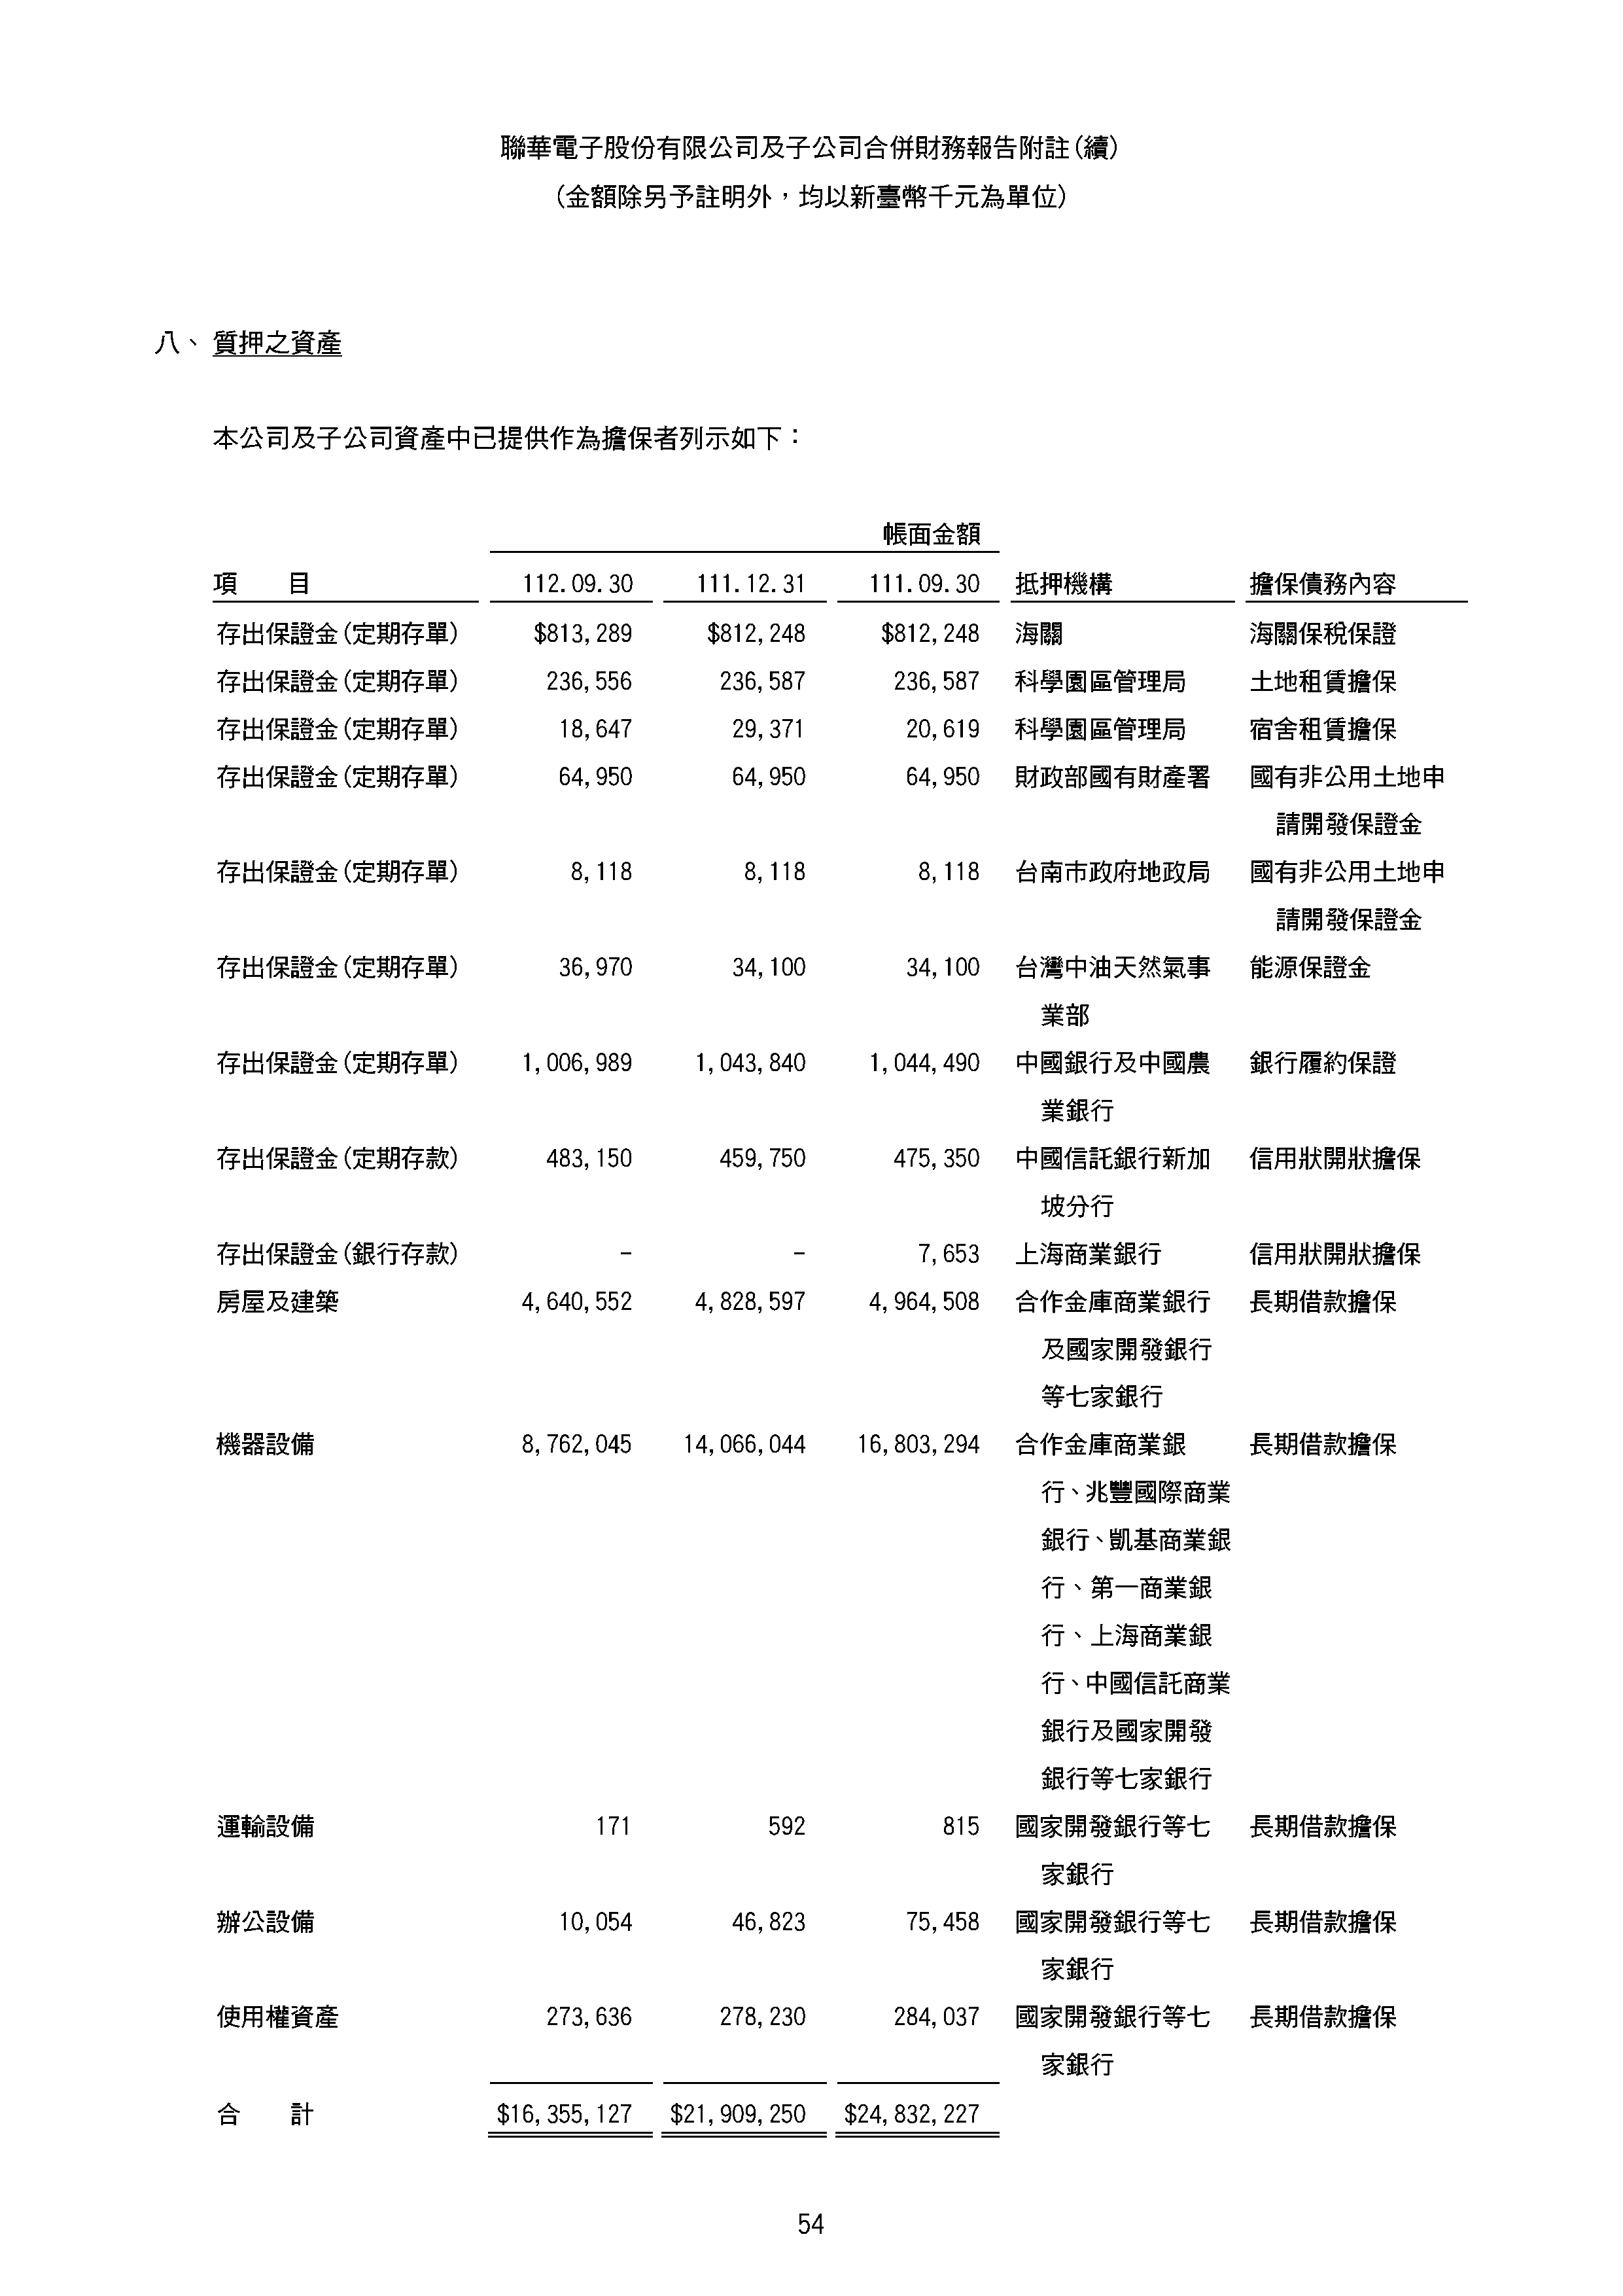 聯華電子股份有限公司及子公司合併財務報告附註(續)
(金額除另予註明外，均以新臺幣千元為單位)
八、 質押之資產
本公司及子公司資產中已提供作為擔保者列示如下：
帳面金額
項　　目 112.09.30 111.12.31 111.09.30 抵押機構 擔保債務內容
存出保證金(定期存單) $813,289 $812,248 $812,248 海關 海關保稅保證
存出保證金(定期存單) 236,556 236,587 236,587 科學園區管理局 土地租賃擔保
存出保證金(定期存單) 18,647 29,371 20,619 科學園區管理局 宿舍租賃擔保
存出保證金(定期存單) 64,950 64,950 64,950 財政部國有財產署 國有非公用土地申
請開發保證金
存出保證金(定期存單) 8,118 8,118 8,118 台南市政府地政局 國有非公用土地申
請開發保證金
存出保證金(定期存單) 36,970 34,100 34,100 台灣中油天然氣事 能源保證金
業部
存出保證金(定期存單) 1,006,989 1,043,840 1,044,490 中國銀行及中國農 銀行履約保證
業銀行
存出保證金(定期存款) 483,150 459,750 475,350 中國信託銀行新加 信用狀開狀擔保
坡分行
存出保證金(銀行存款) - - 7,653 上海商業銀行 信用狀開狀擔保
房屋及建築 4,640,552 4,828,597 4,964,508 合作金庫商業銀行 長期借款擔保
及國家開發銀行
等七家銀行
機器設備 8,762,045 14,066,044 16,803,294 合作金庫商業銀 長期借款擔保
行、兆豐國際商業
銀行、凱基商業銀
行、第一商業銀
行、上海商業銀
行、中國信託商業
銀行及國家開發
銀行等七家銀行
運輸設備 171 592 815 國家開發銀行等七 長期借款擔保
家銀行
辦公設備 10,054 46,823 75,458 國家開發銀行等七 長期借款擔保
家銀行
使用權資產 273,636 278,230 284,037 國家開發銀行等七 長期借款擔保
家銀行
合　　計 $16,355,127 $21,909,250 $24,832,227
54